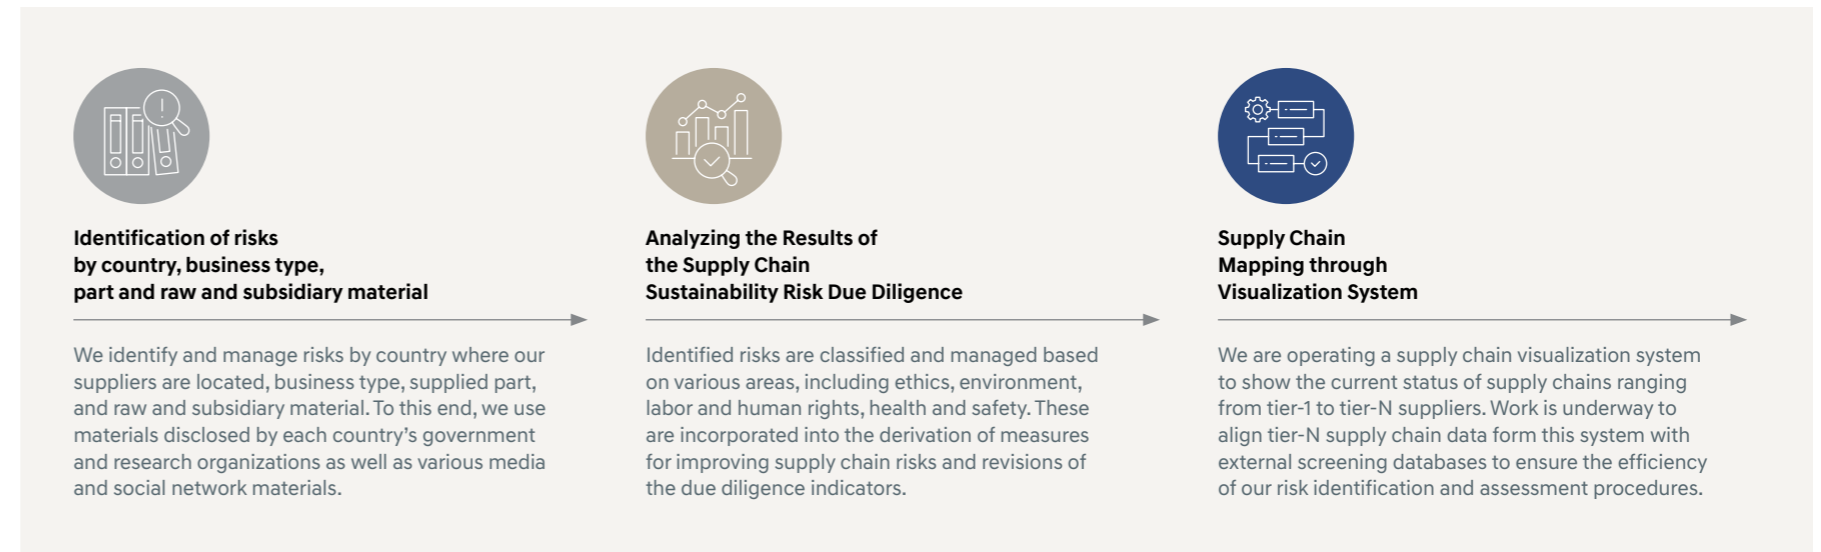 Identification of risks
by country, business type,
part and raw and subsidiary material
We identify and manage risks by country where our
suppliers are located, business type, supplied part,
and raw and subsidiary material. To this end, we use
materials disclosed by each country's government
and research organizations as well as various media
and social network materials.
Analyzing the Results of
the Supply Chain
Sustainability Risk Due Diligence
Identified risks are classified and managed based
on various areas, including ethics, environment,
labor and human rights, health and safety. These
are incorporated into the derivation of measures
for improving supply chain risks and revisions of
the due diligence indicators.
Supply Chain
Mapping through
Visualization System
We are operating a supply chain visualization system
to show the current status of supply chains ranging
from tier-1 to tier-N suppliers. Work is underway to
align tier-N supply chain data form this system with
external screening databases to ensure the efficiency
of our risk identification and assessment procedures.